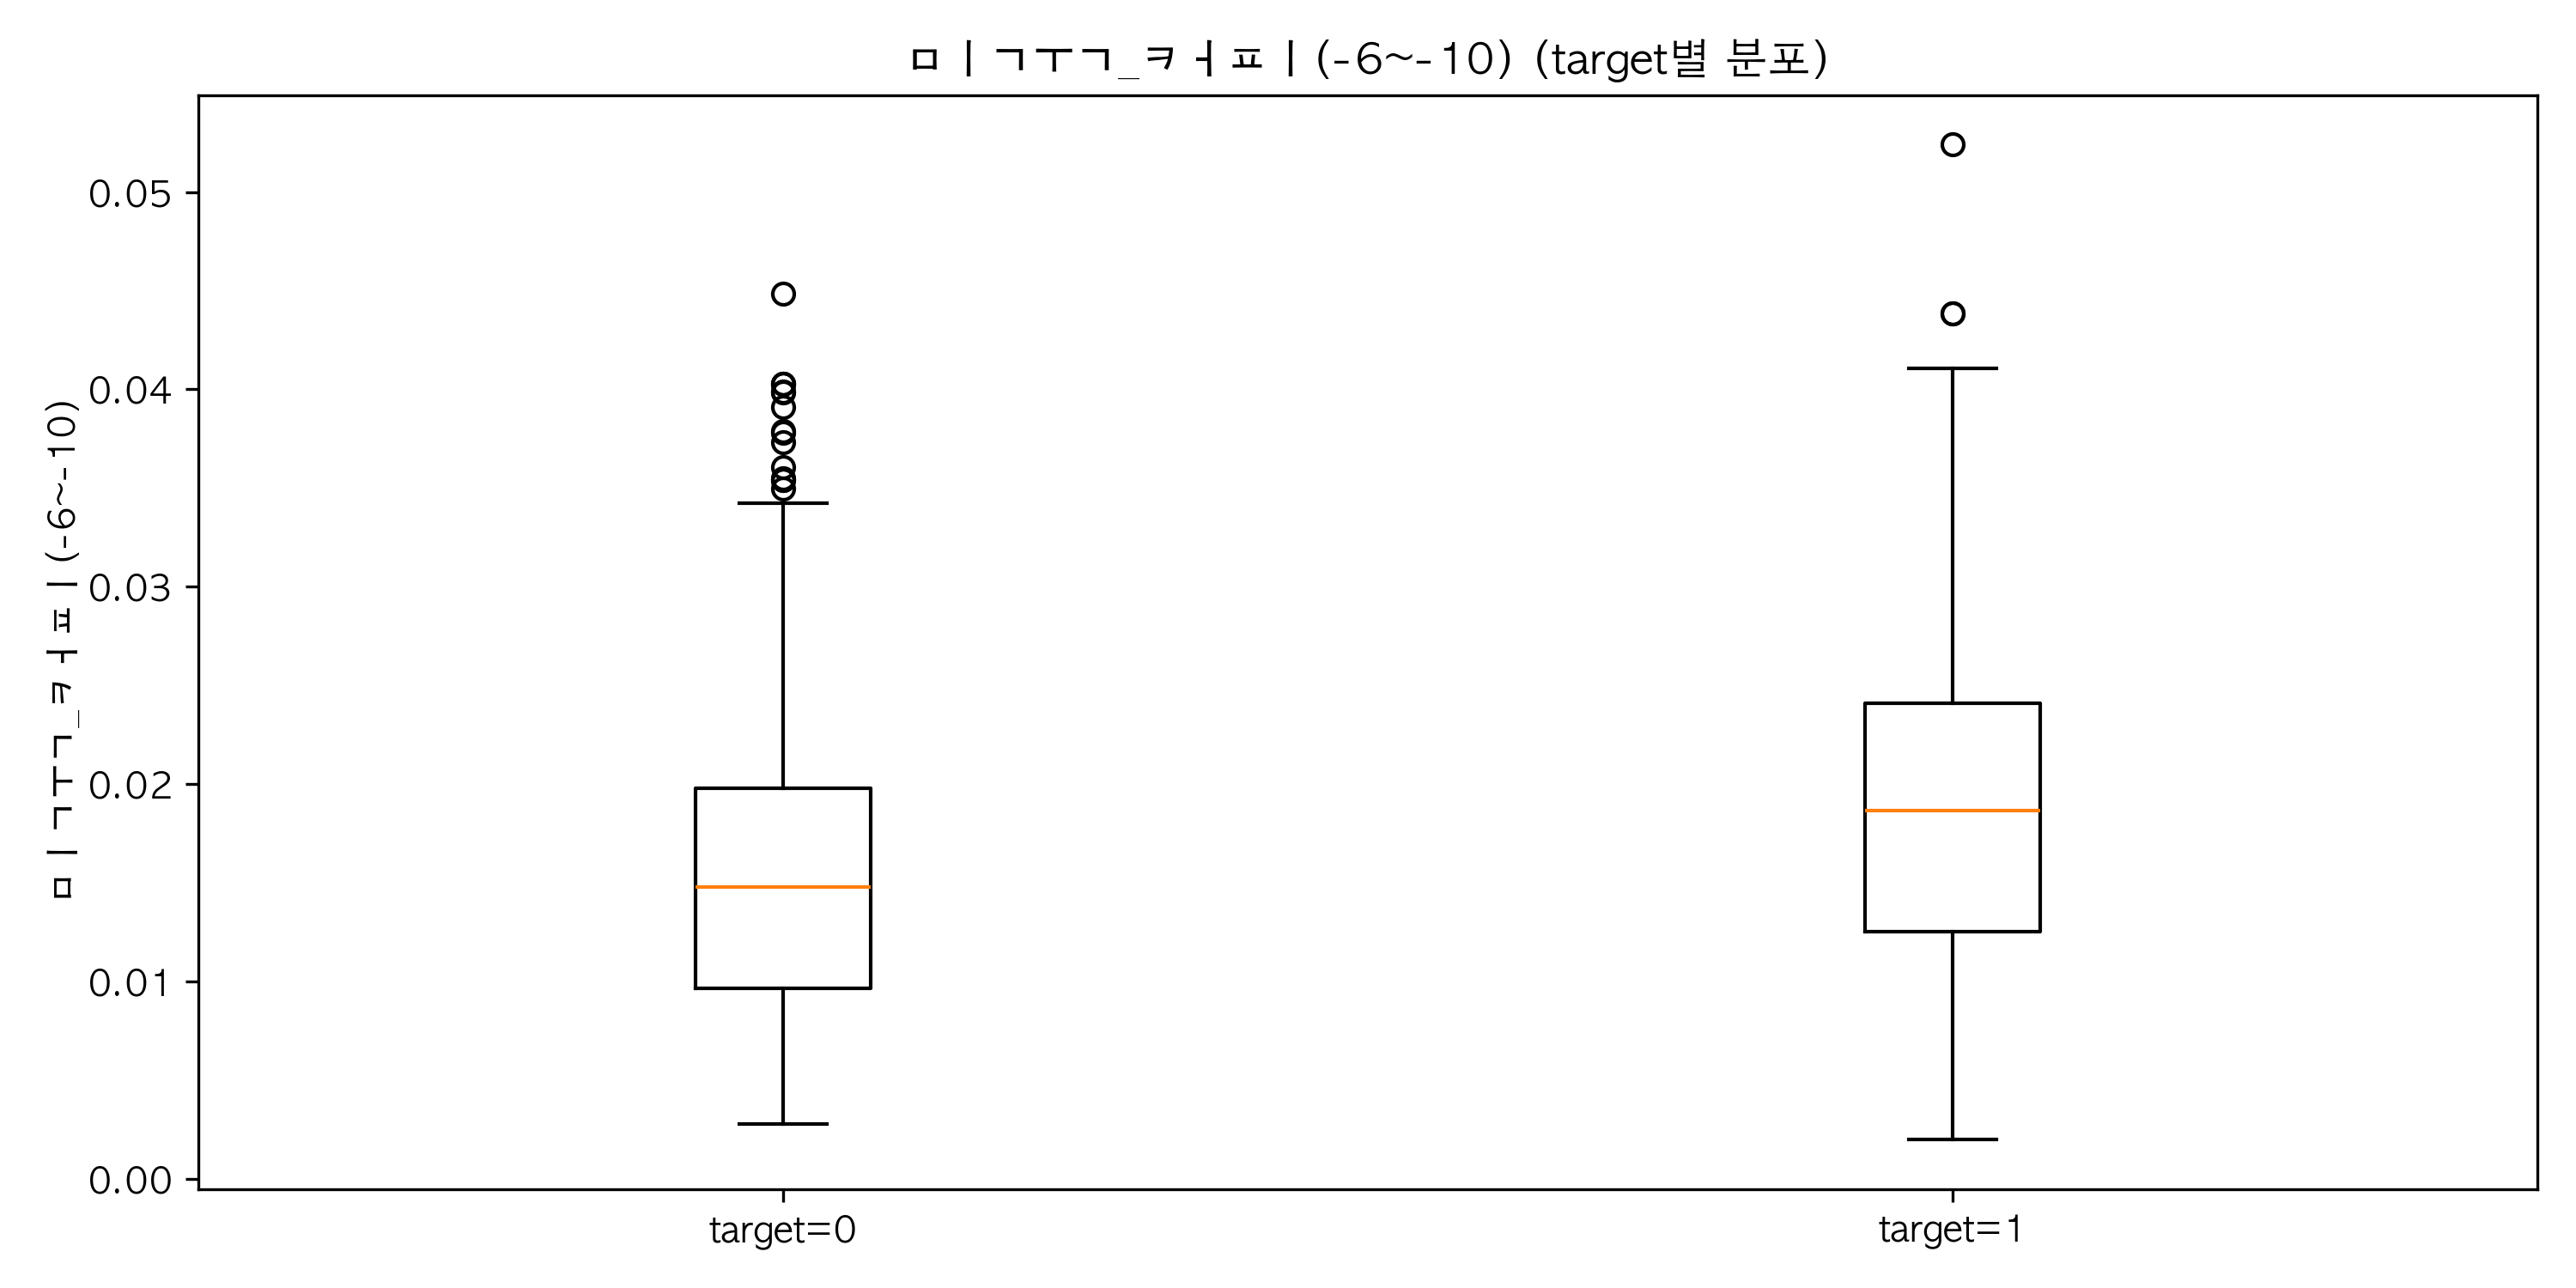 ㅁㅣㄱㅜㄱ_ㅋㅓㅍㅣ(-6~-10) (target별 분포)
ㅁㅣㄱㅜㄱ_ㅋㅓㅍㅣ(-6~-10)
0.05
0.04
0.03
0.02
0.01
0.00
target=0
target=1